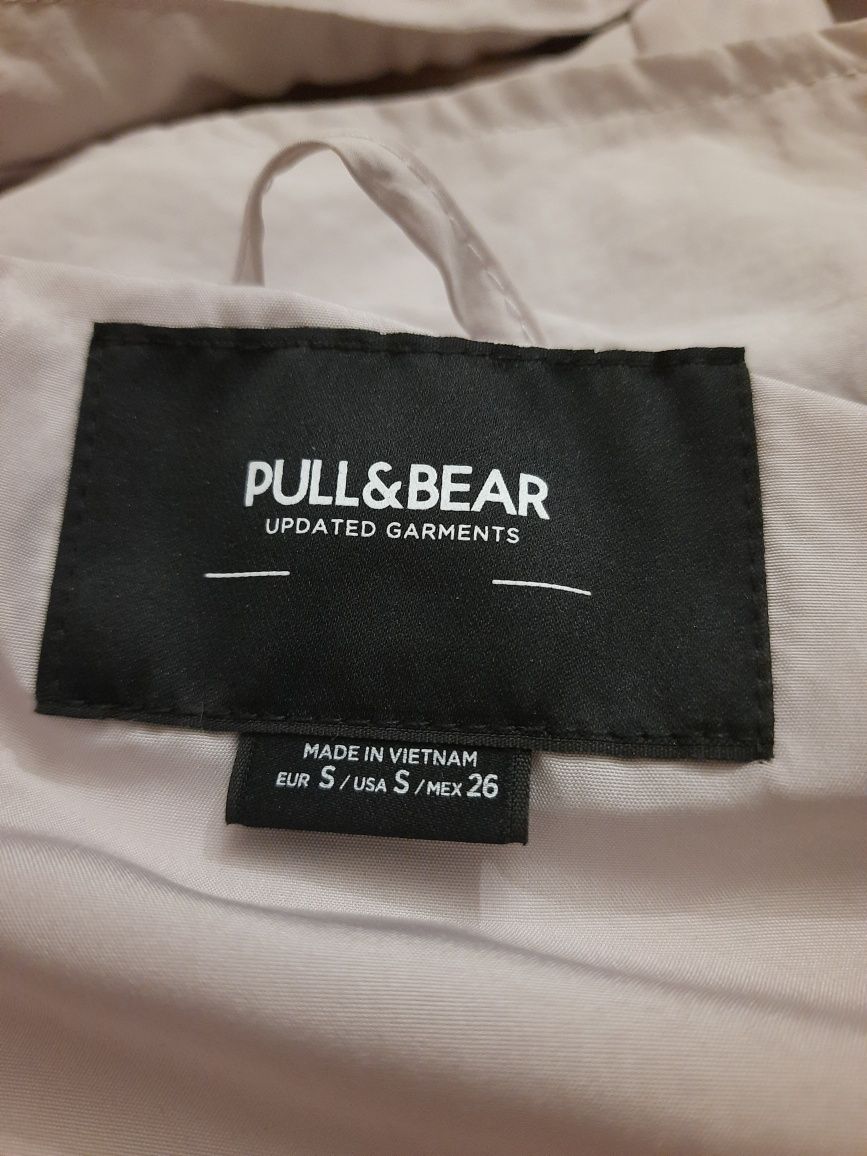 PULL&BEAR
UPDATED GARMENTS
MADE IN VIETNAM
EUR S / USA S / MEX 26